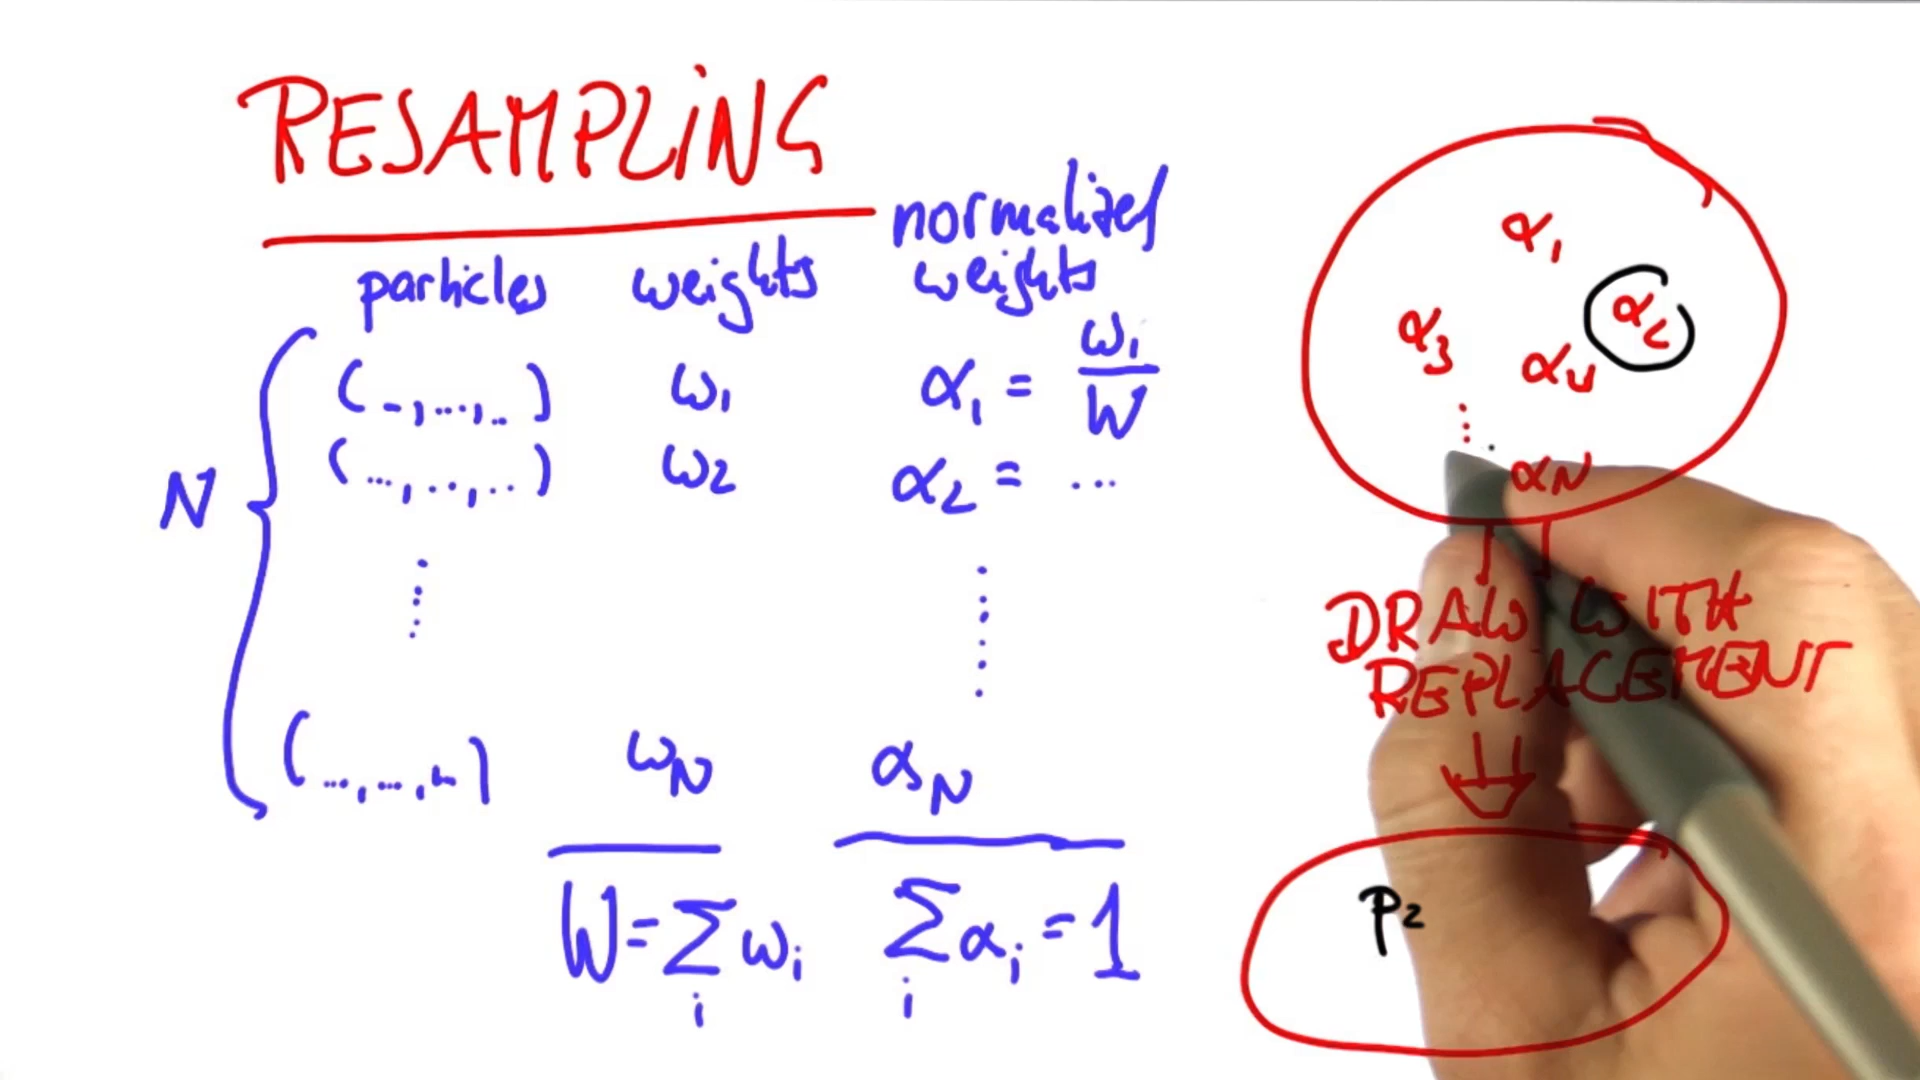 RESAMPLING
particles weights normalized weights
N
(-,...,..) ω1 α1 = ω1/W
(...,...,..) ω2 α2 = ...
(...,...,...) ωN αN
W = Σi ωi Σi αi = 1
α1
α2
α3
α4
αN
DRAW WITH
REPLACEMENT
P2